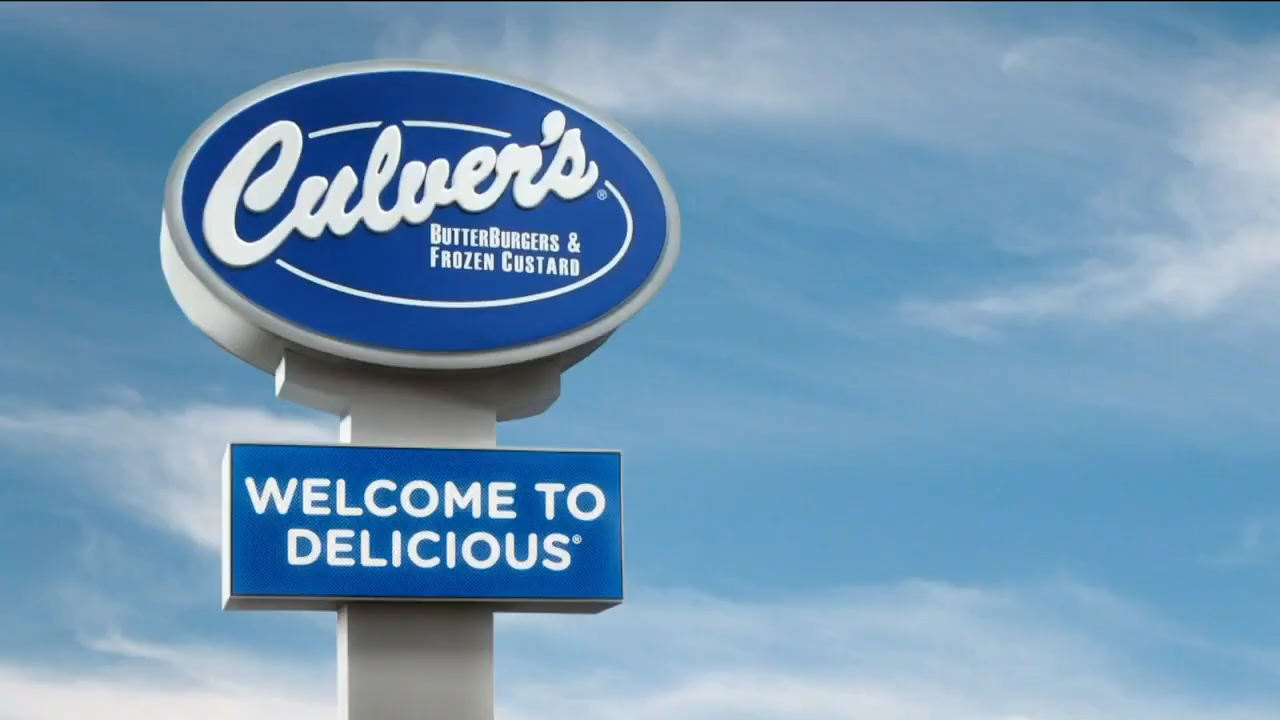 Culver's®
BUTTERBURGERS &
FROZEN CUSTARD
WELCOME TO
DELICIOUS®